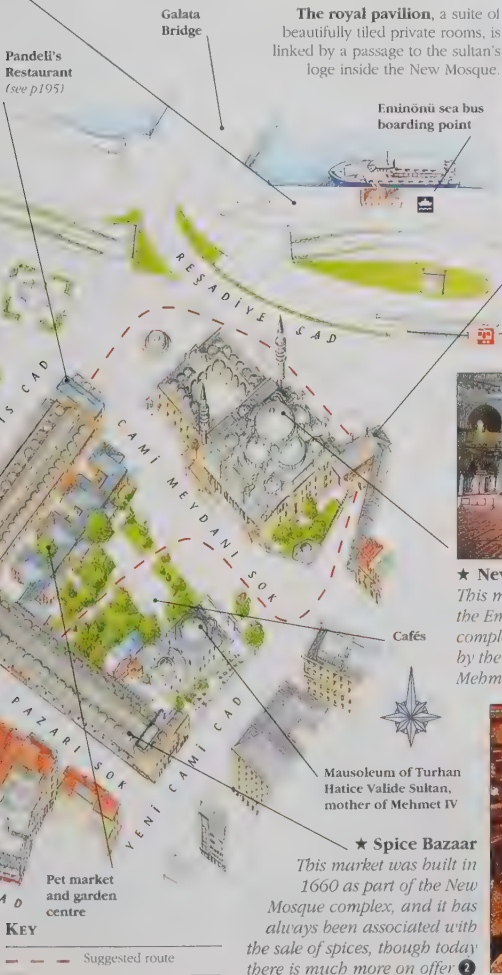 Galata
Bridge
The royal pavilion, a suite of
beautifully tiled private rooms, is
linked by a passage to the sultan's
loge inside the New Mosque.
Pandeli's
Restaurant
(see p195)
Eminönü sea bus
boarding point
REŞADİYE CAD
CAD
CAMİ MEYDANI SOK
★
This
the
by the
Cafés
PAZARI SOK
YENİ CAMİ CAD
Mausoleum of Turhan
Hatice Valide Sultan,
mother of Mehmet IV
★ Spice Bazaar
This market was built in
1660 as part of the New
Mosque complex, and it has
always been associated with
the sale of spices, though today
there is much more on offer 2
Pet market
and garden
centre
KEY
Suggested route